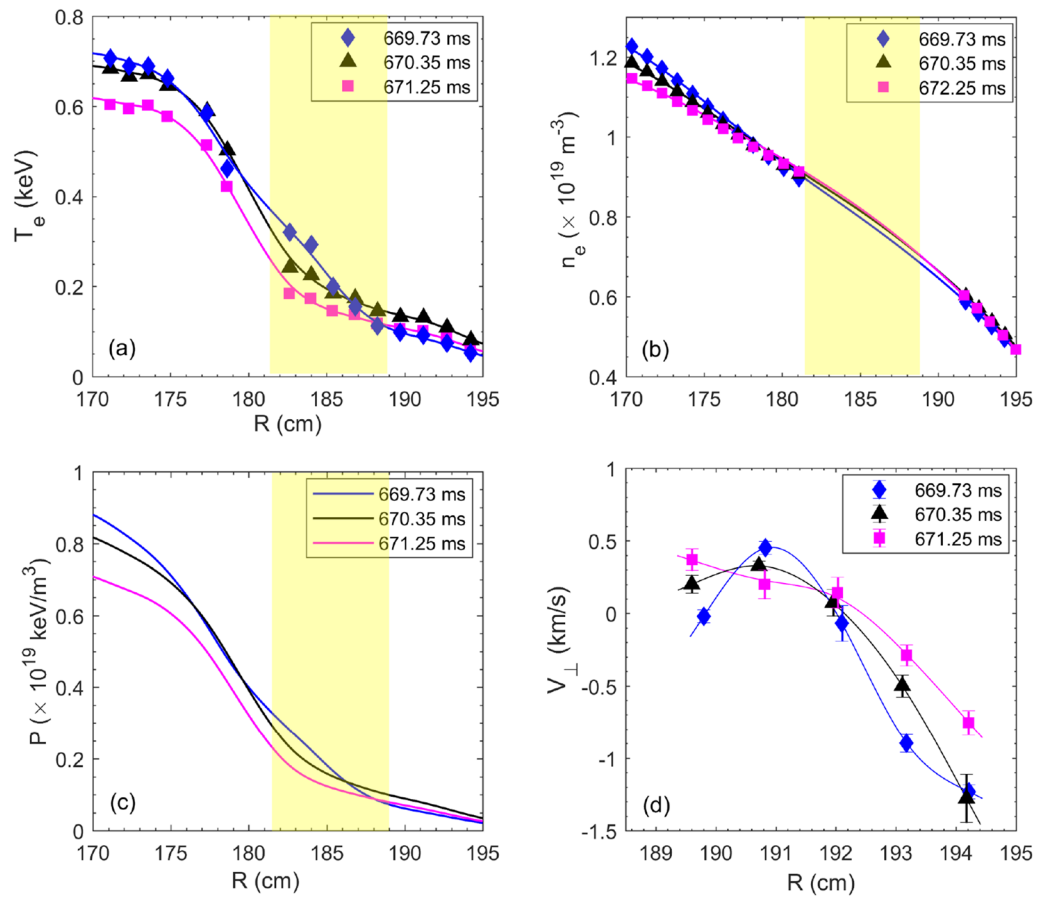 0.8
0.6
0.4
0.2
0
T_e (keV)
669.73 ms
670.35 ms
671.25 ms
(a)
170 175 180 185 190 195
R (cm)
1.2
1
0.8
0.6
0.4
n_e (× 10^19 m^-3)
669.73 ms
670.35 ms
672.25 ms
(b)
170 175 180 185 190 195
R (cm)
1
0.8
0.6
0.4
0.2
0
P (× 10^19 keV/m^3)
669.73 ms
670.35 ms
671.25 ms
(c)
170 175 180 185 190 195
R (cm)
1
0.5
0
-0.5
-1
-1.5
V_⊥ (km/s)
669.73 ms
670.35 ms
671.25 ms
(d)
189 190 191 192 193 194 195
R (cm)